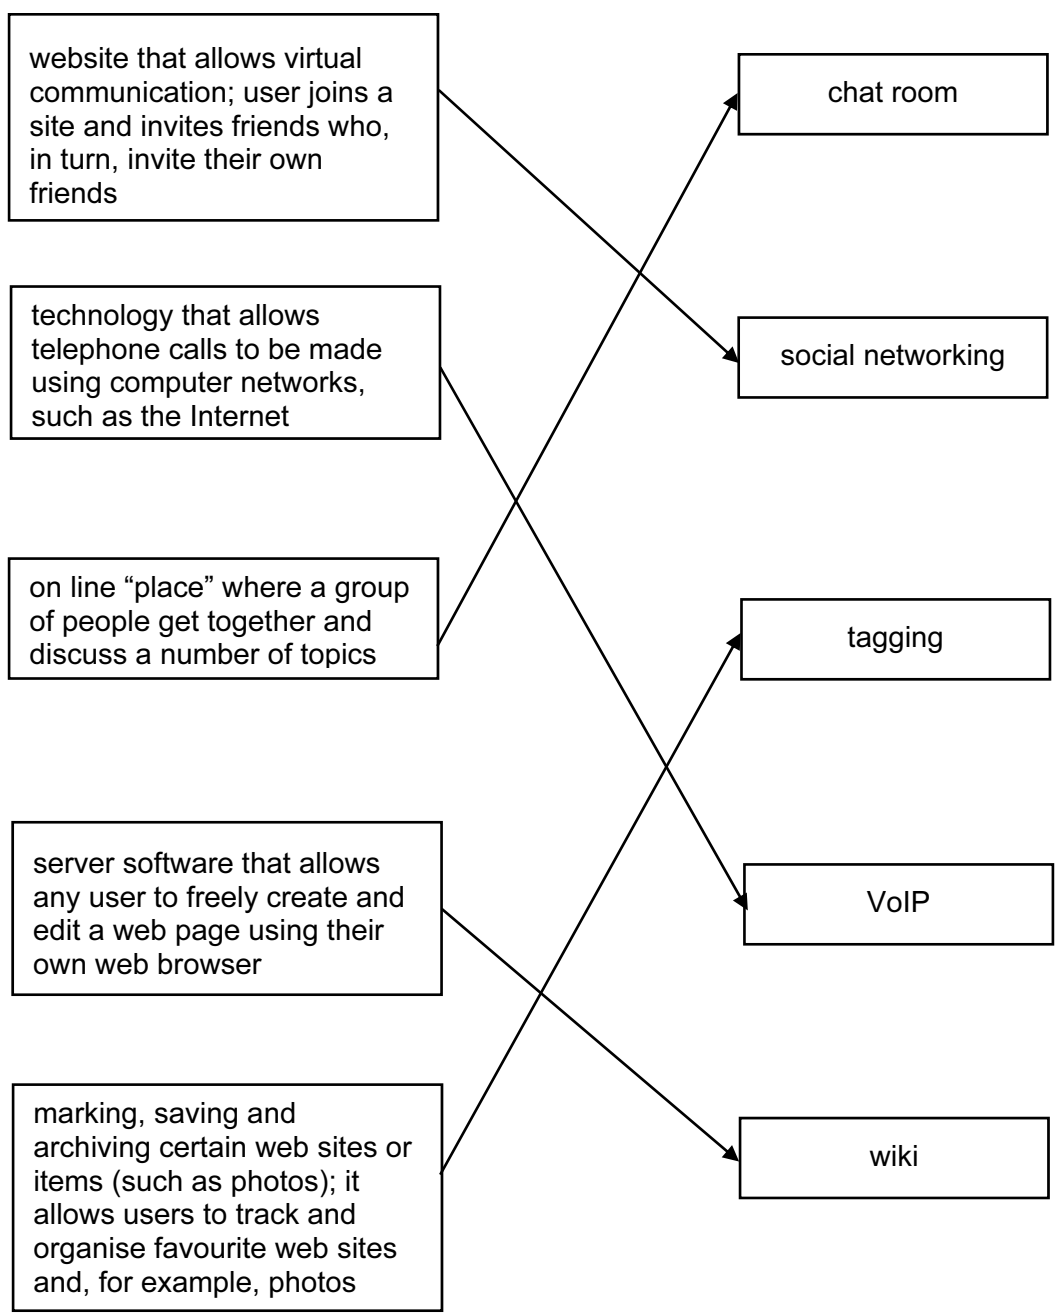 website that allows virtual
communication; user joins a
site and invites friends who,
in turn, invite their own
friends
chat room
technology that allows
telephone calls to be made
using computer networks,
such as the Internet
social networking
on line “place” where a group
of people get together and
discuss a number of topics
tagging
server software that allows
any user to freely create and
edit a web page using their
own web browser
VoIP
marking, saving and
archiving certain web sites or
items (such as photos); it
allows users to track and
organise favourite web sites
and, for example, photos
wiki